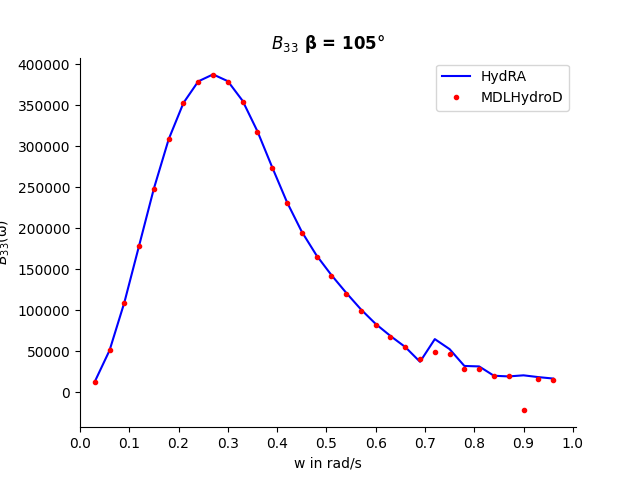 B₃₃ β = 105°
HydRA
MDLHydroD
400000
350000
300000
250000
200000
150000
100000
50000
0
B₃₃(ω)
0.0 0.1 0.2 0.3 0.4 0.5 0.6 0.7 0.8 0.9 1.0
w in rad/s